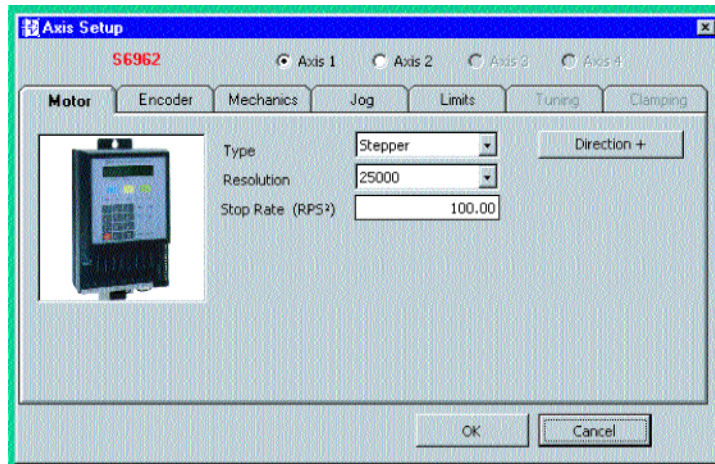 Axis Setup
S6962 Axis 1 Axis 2 Axis 3 Axis 4
Motor Encoder Mechanics Jog Limits Tuning Clamping
Type Stepper Direction +
Resolution 25000
Stop Rate (RPS²) 100.00
OK Cancel